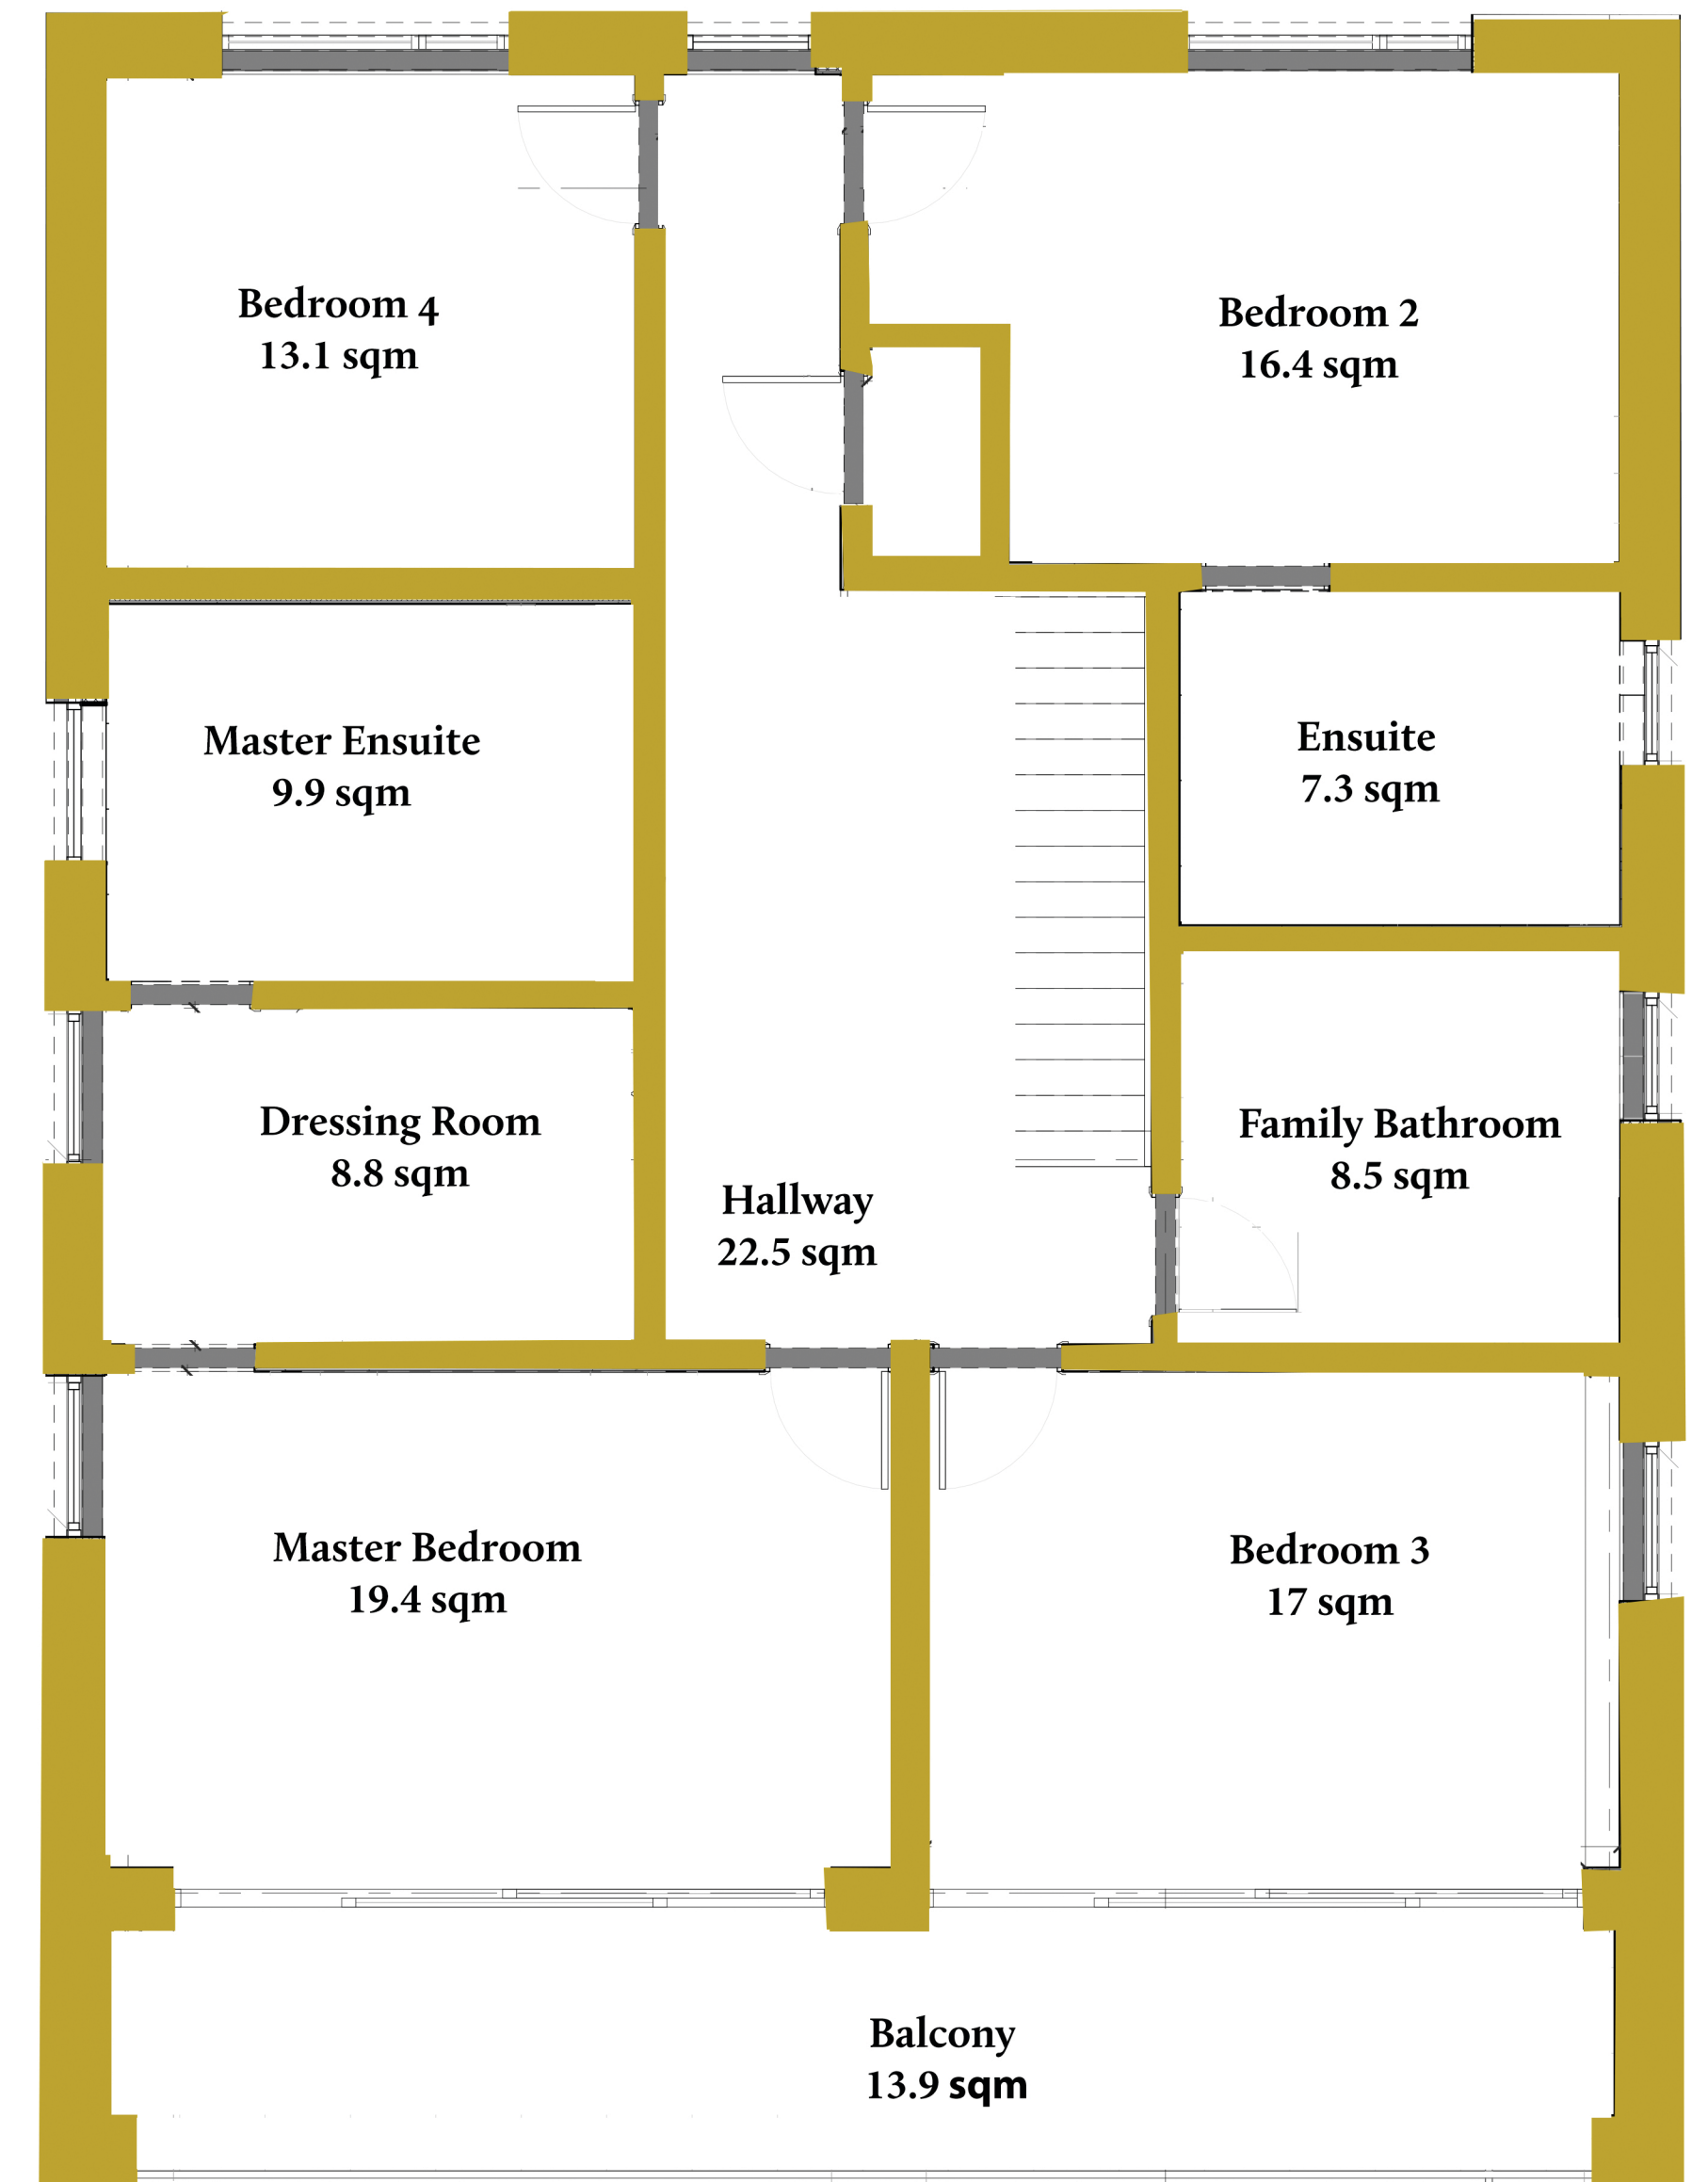 Bedroom 4
13.1 sqm
Bedroom 2
16.4 sqm
Master Ensuite
9.9 sqm
Ensuite
7.3 sqm
Dressing Room
8.8 sqm
Family Bathroom
8.5 sqm
Hallway
22.5 sqm
Master Bedroom
19.4 sqm
Bedroom 3
17 sqm
Balcony
13.9 sqm